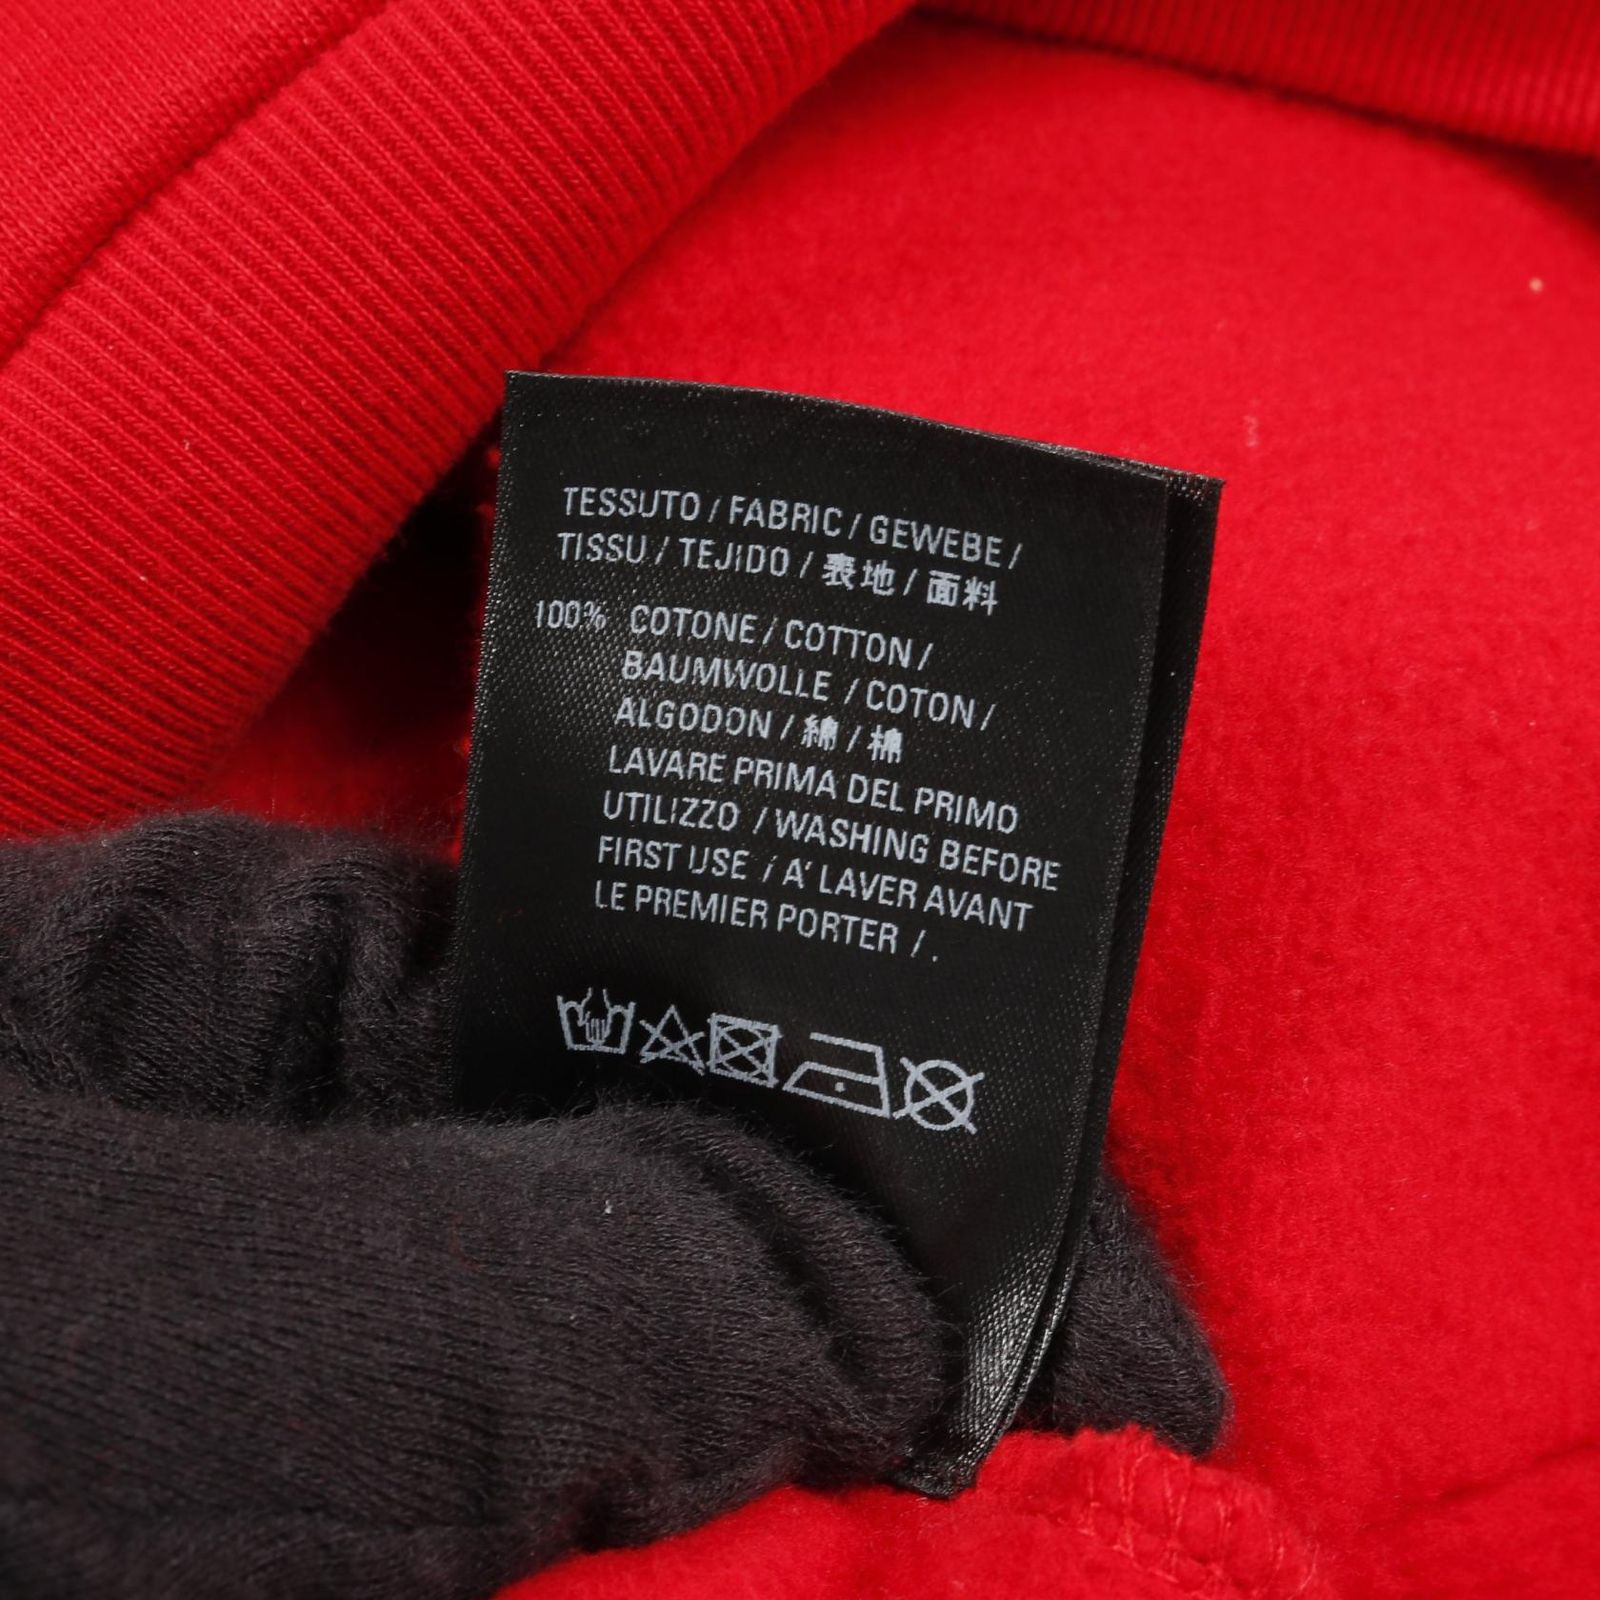 TESSUTO / FABRIC / GEWEBE /
TISSU / TEJIDO / 表地 / 面料
100% COTONE / COTTON /
BAUMWOLLE / COTON /
ALGODON / 綿 / 棉
LAVARE PRIMA DEL PRIMO
UTILIZZO / WASHING BEFORE
FIRST USE / A' LAVER AVANT
LE PREMIER PORTER / .